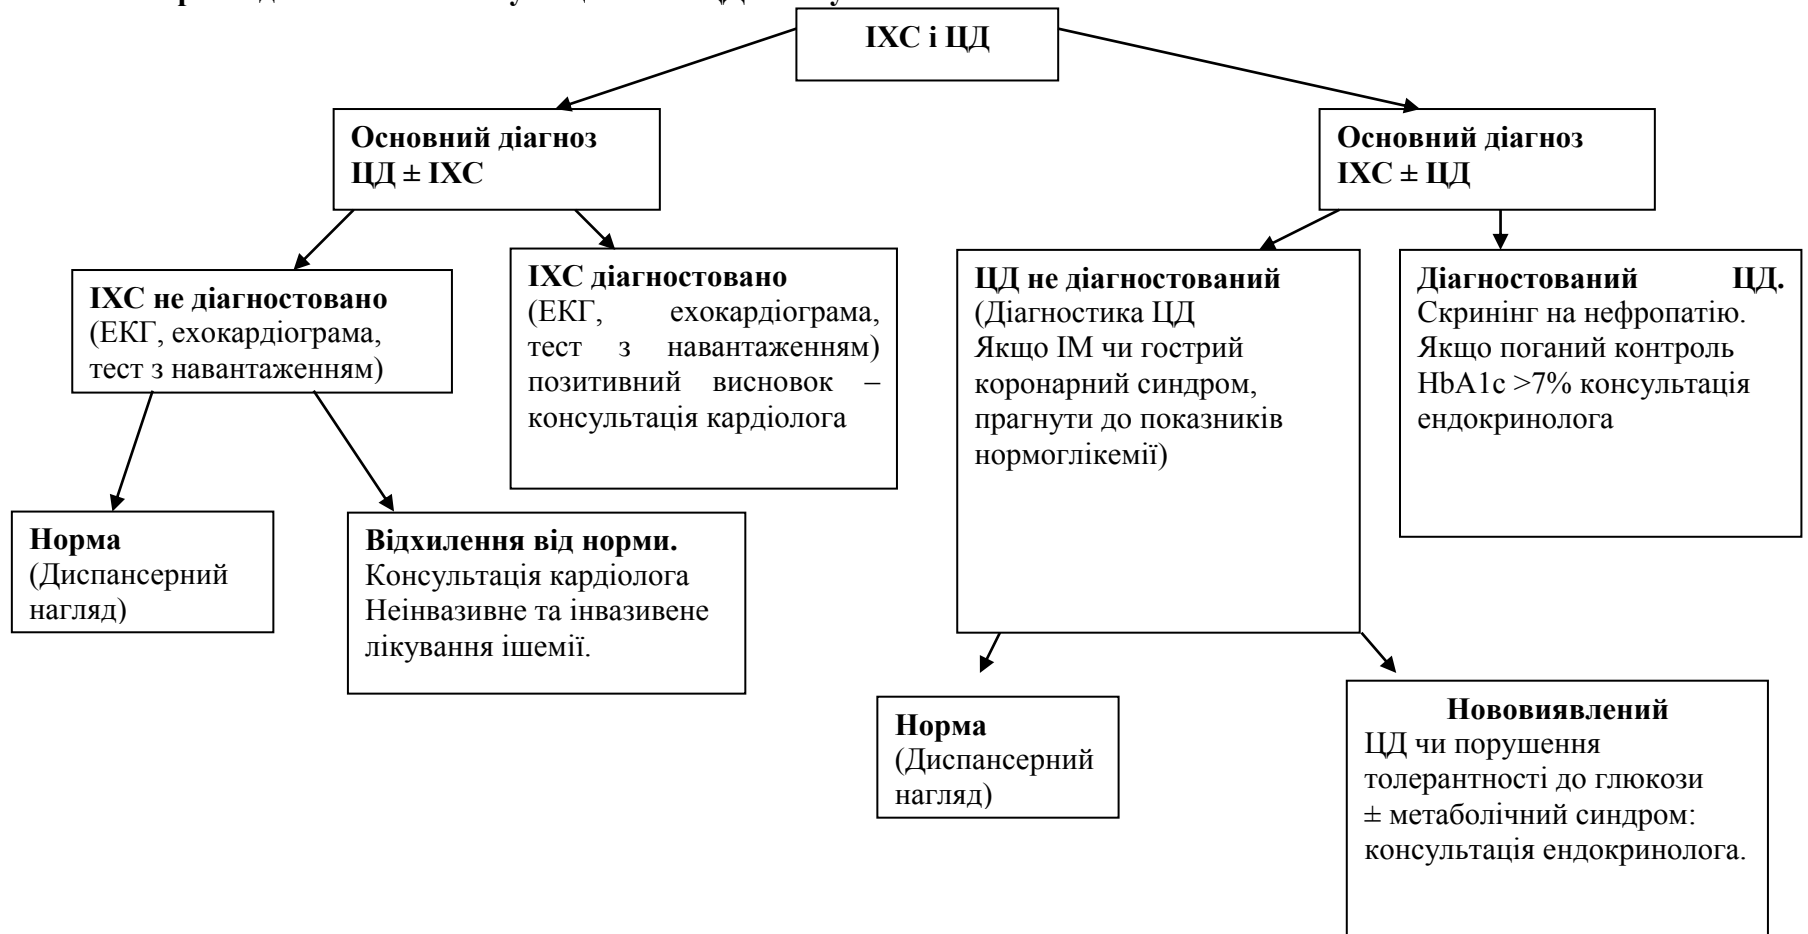 ІХС і ЦД
Основний діагноз
ЦД ± ІХС
Основний діагноз
ІХС ± ЦД
ІХС не діагностовано
(ЕКГ, ехокардіограма,
тест з навантаженням)
ІХС діагностовано
(ЕКГ, ехокардіограма,
тест з навантаженням)
позитивний висновок –
консультація кардіолога
ЦД не діагностований
(Діагностика ЦД
Якщо ІМ чи гострий
коронарний синдром,
прагнути до показників
нормоглікемії)
Діагностований ЦД.
Скринінг на нефропатію.
Якщо поганий контроль
HbA1c >7% консультація
ендокринолога
Норма
(Диспансерний
нагляд)
Відхилення від норми.
Консультація кардіолога
Неінвазивне та інвазивене
лікування ішемії.
Норма
(Диспансерний
нагляд)
Нововиявлений
ЦД чи порушення
толерантності до глюкози
± метаболічний синдром:
консультація ендокринолога.